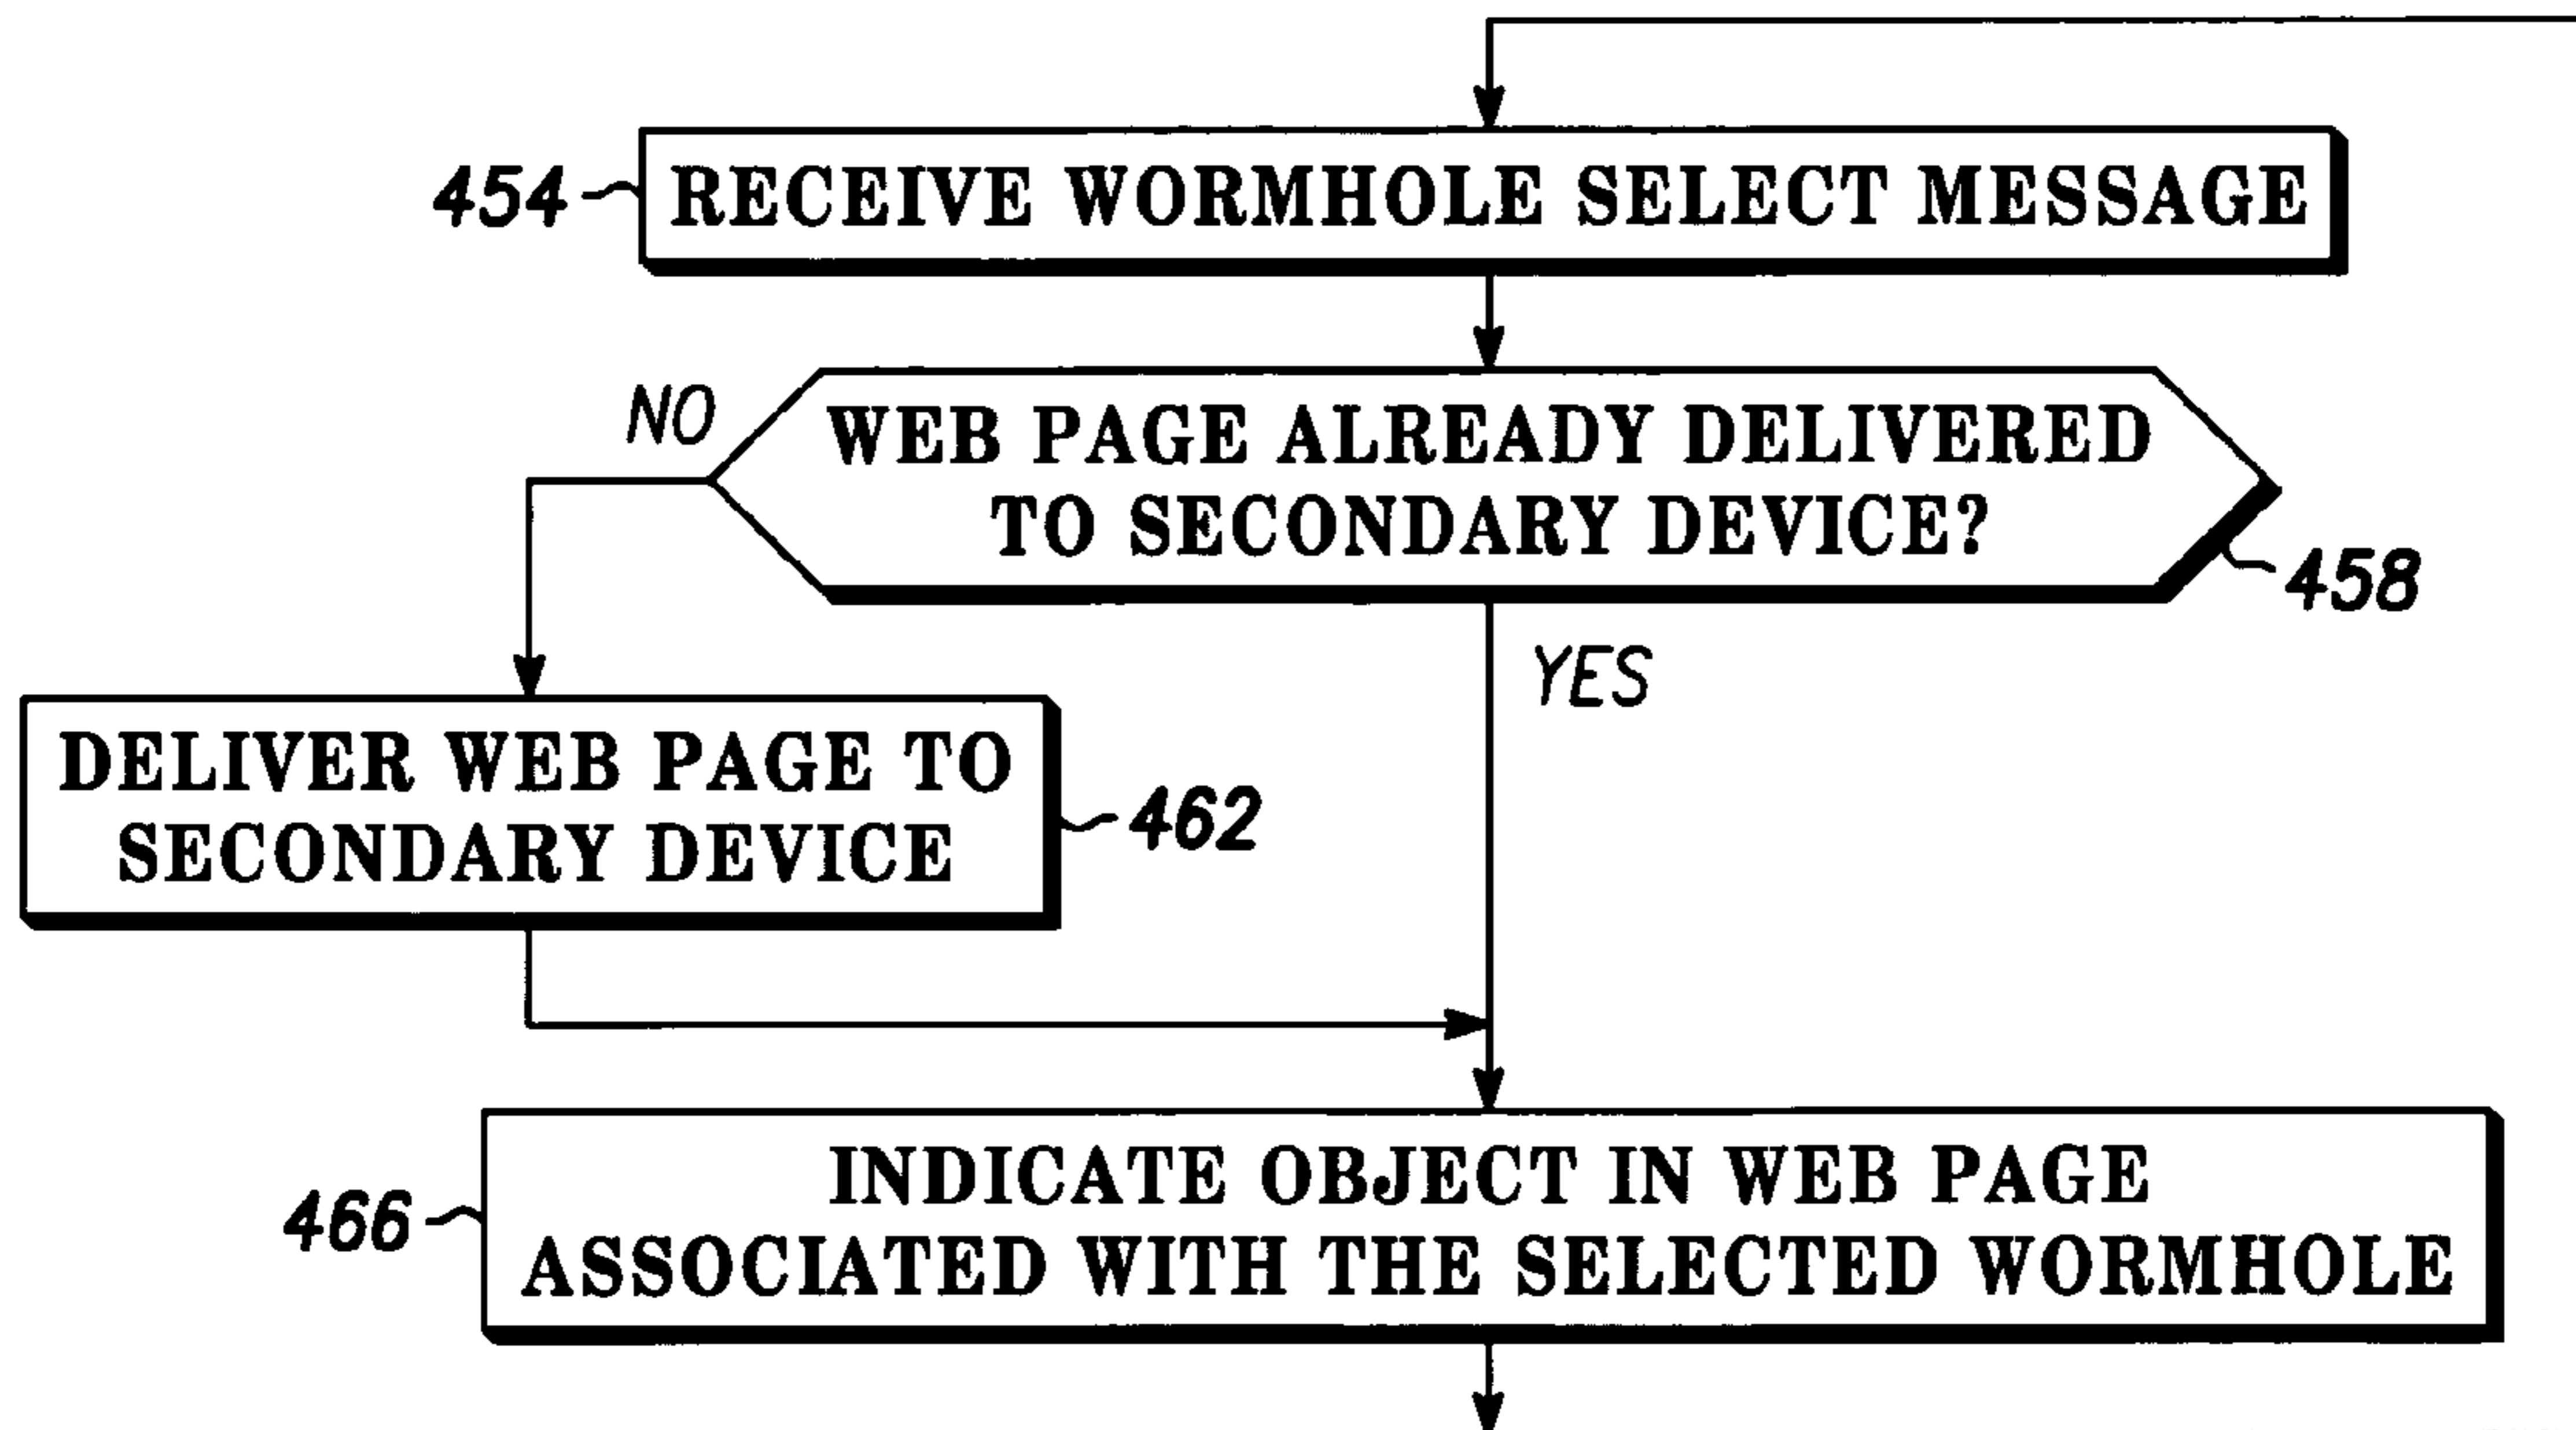 454
RECEIVE WORMHOLE SELECT MESSAGE
NO
WEB PAGE ALREADY DELIVERED
TO SECONDARY DEVICE?
458
YES
DELIVER WEB PAGE TO
SECONDARY DEVICE
462
466
INDICATE OBJECT IN WEB PAGE
ASSOCIATED WITH THE SELECTED WORMHOLE